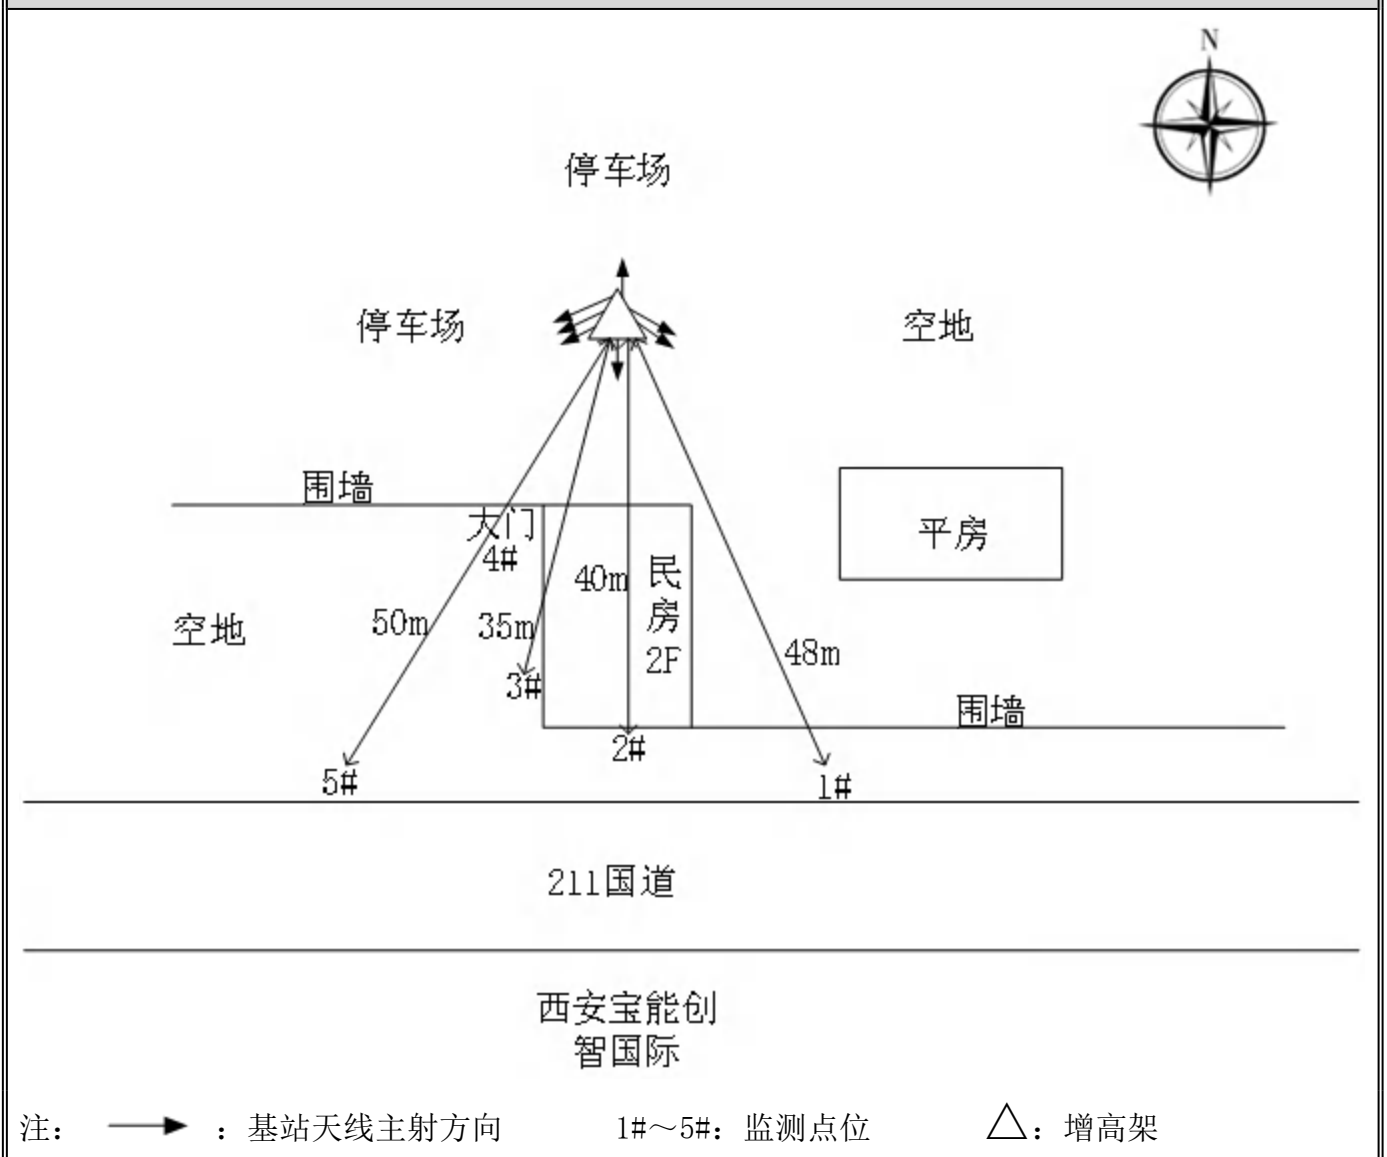 N
停车场
停车场
空地
围墙
大门
4#
平房
40m
民
房
2F
空地
50m
35m
48m
3#
围墙
2#
5#
1#
211国道
西安宝能创
智国际
注： ：基站天线主射方向 1#～5#：监测点位 △：增高架